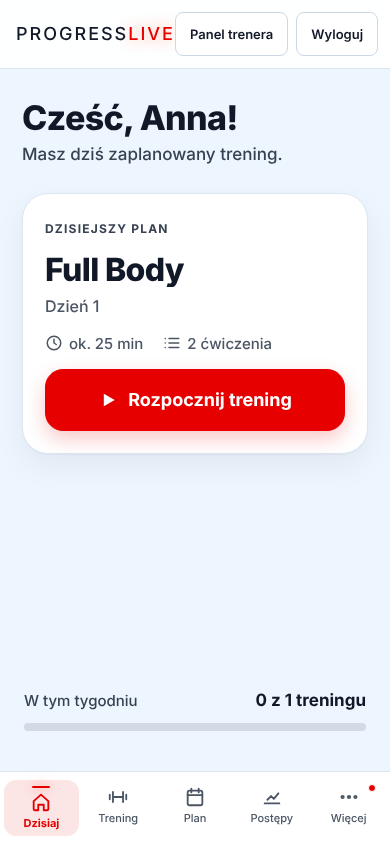 PROGRESSLIVE
Panel trenera
Wyloguj
Cześć, Anna!
Masz dziś zaplanowany trening.
DZISIEJSZY PLAN
Full Body
Dzień 1
ok. 25 min
2 ćwiczenia
Rozpocznij trening
W tym tygodniu
0 z 1 treningu
Dzisiaj
Trening
Plan
Postępy
Więcej